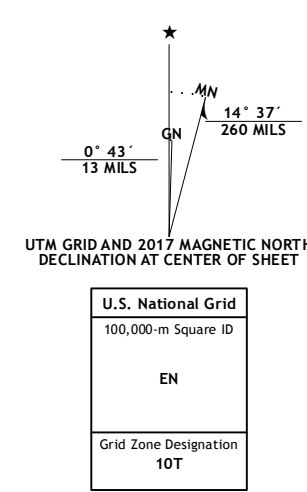 ★
MN
14° 37´
260 MILS
GN
0° 43´
13 MILS
UTM GRID AND 2017 MAGNETIC NORTH
DECLINATION AT CENTER OF SHEET
U.S. National Grid
100,000-m Square ID
EN
Grid Zone Designation
10T